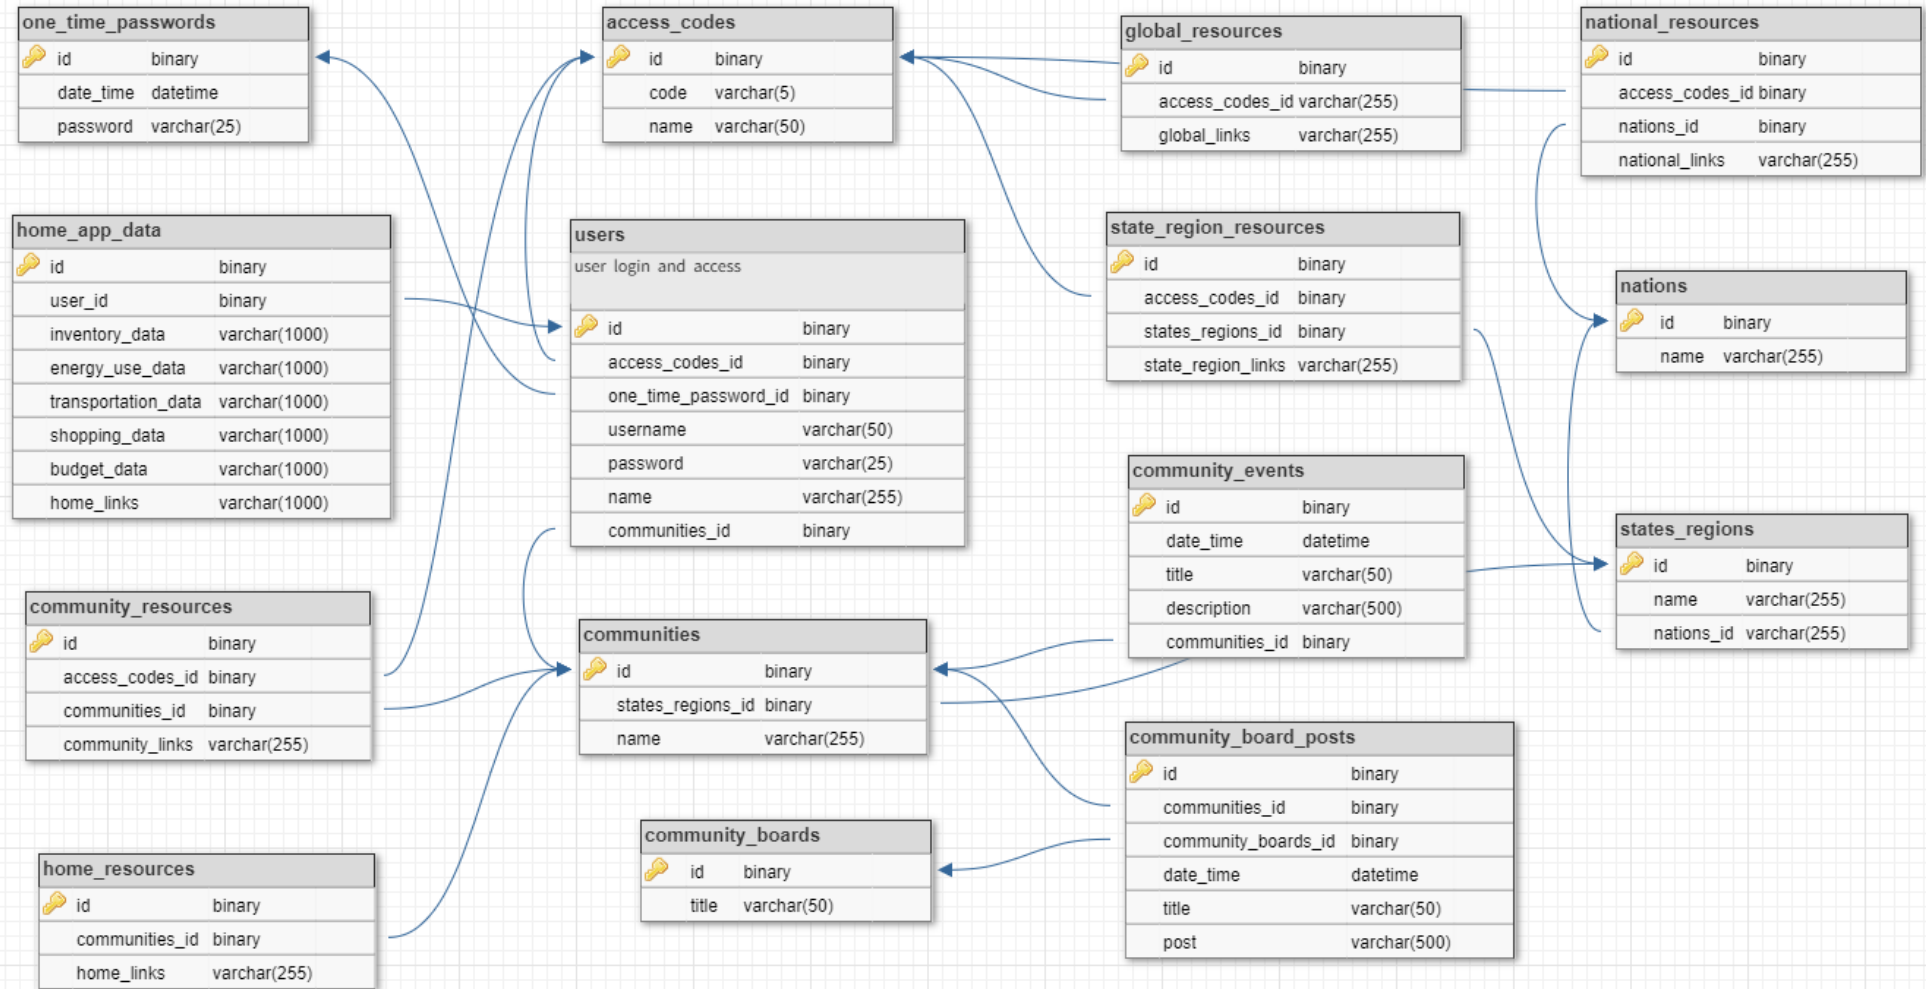 one_time_passwords
id binary
date_time datetime
password varchar(25)
access_codes
id binary
code varchar(5)
name varchar(50)
global_resources
id binary
access_codes_id varchar(255)
global_links varchar(255)
national_resources
id binary
access_codes_id binary
nations_id binary
national_links varchar(255)
home_app_data
id binary
user_id binary
inventory_data varchar(1000)
energy_use_data varchar(1000)
transportation_data varchar(1000)
shopping_data varchar(1000)
budget_data varchar(1000)
home_links varchar(1000)
users
user login and access
id binary
access_codes_id binary
one_time_password_id binary
username varchar(50)
password varchar(25)
name varchar(255)
communities_id binary
state_region_resources
id binary
access_codes_id binary
states_regions_id binary
state_region_links varchar(255)
nations
id binary
name varchar(255)
community_events
id binary
date_time datetime
title varchar(50)
description varchar(500)
communities_id binary
states_regions
id binary
name varchar(255)
nations_id varchar(255)
community_resources
id binary
access_codes_id binary
communities_id binary
community_links varchar(255)
communities
id binary
states_regions_id binary
name varchar(255)
community_board_posts
id binary
communities_id binary
community_boards_id binary
date_time datetime
title varchar(50)
post varchar(500)
community_boards
id binary
title varchar(50)
home_resources
id binary
communities_id binary
home_links varchar(255)